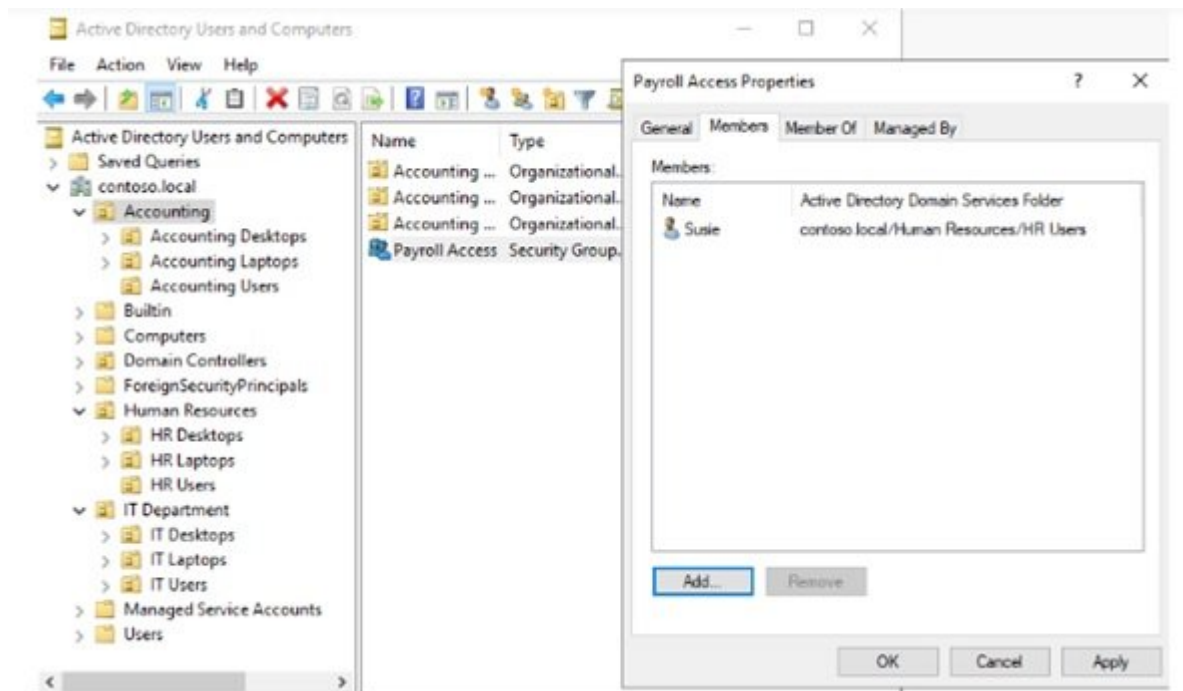 Active Directory Users and Computers
File Action View Help
Active Directory Users and Computers
Saved Queries
contoso.local
Accounting
Accounting Desktops
Accounting Laptops
Accounting Users
Builtin
Computers
Domain Controllers
ForeignSecurityPrincipals
Human Resources
HR Desktops
HR Laptops
HR Users
IT Department
IT Desktops
IT Laptops
IT Users
Managed Service Accounts
Users
Name Type
Accounting ... Organizational...
Accounting ... Organizational...
Accounting ... Organizational...
Payroll Access Security Group...
Payroll Access Properties ?
General Members Member Of Managed By
Members:
Name Active Directory Domain Services Folder
Susie contoso.local/Human Resources/HR Users
Add... Remove
OK Cancel Apply